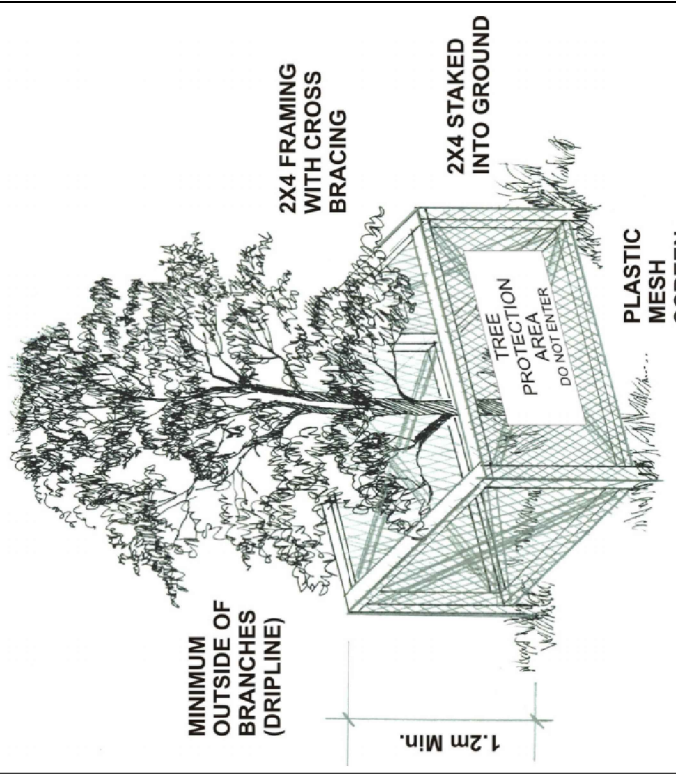 2X4 FRAMING
WITH CROSS
BRACING
2X4 STAKED
INTO GROUND
MINIMUM
OUTSIDE OF
BRANCHES
(DRIPLINE)
TREE
PROTECTION
AREA
DO NOT ENTER
PLASTIC
MESH
1.2m Min.